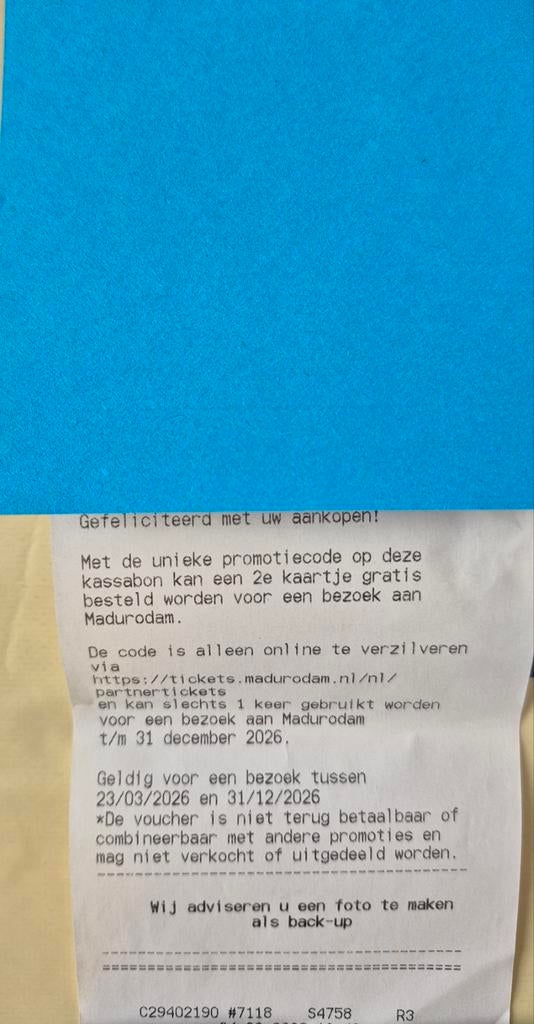 Gefeliciteerd met uw aankopen!
Met de unieke promotiecode op deze
kassabon kan een 2e kaartje gratis
besteld worden voor een bezoek aan
Madurodam.
De code is alleen online te verzilveren
via
https://tickets.madurodam.nl/nl/
partnertickets
en kan slechts 1 keer gebruikt worden
voor een bezoek aan Madurodam
t/m 31 december 2026.
Geldig voor een bezoek tussen
23/03/2026 en 31/12/2026
*De voucher is niet terug betaalbaar of
combineerbaar met andere promoties en
mag niet verkocht of uitgedeeld worden.
Wij adviseren u een foto te maken
als back-up
C29402190 #7118 S4758 R3